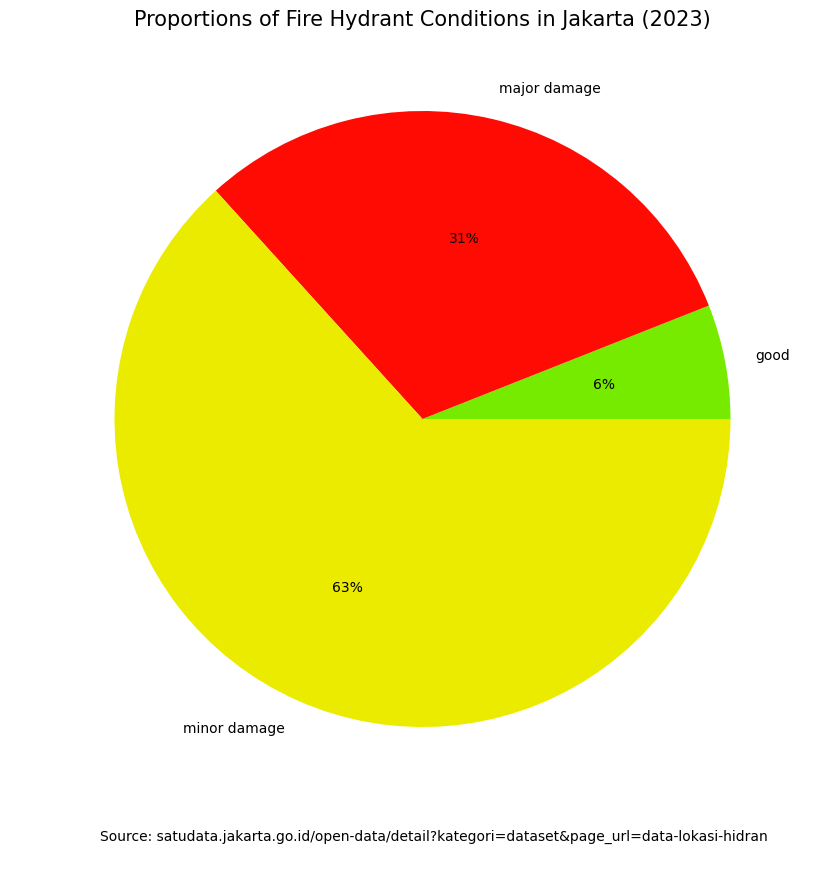 Proportions of Fire Hydrant Conditions in Jakarta (2023)
major damage
31%
good
6%
63%
minor damage
Source: satudata.jakarta.go.id/open-data/detail?kategori=dataset&page_url=data-lokasi-hidran